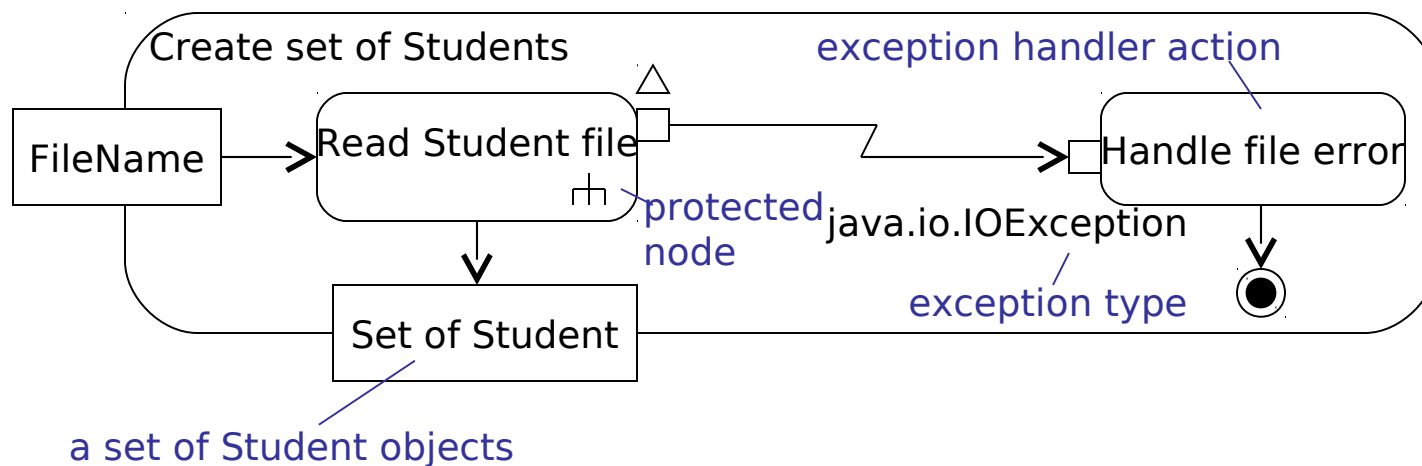 Create set of Students
exception handler action
FileName
Read Student file
Handle file error
protected
node
java.io.IOException
exception type
Set of Student
a set of Student objects